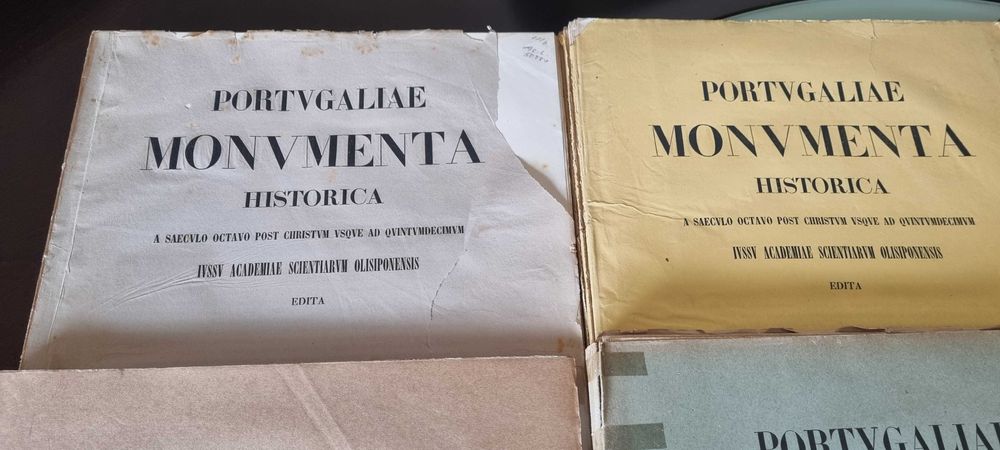 PORTVGALIAE
MONVMENTA
HISTORICA
A SAECVLO OCTAVO POST CHRISTVM VSQVE AD QVINTVMDECIMVM
IVSSV ACADEMIAE SCIENTIARVM OLISIPONENSIS
EDITA
PORTVGALIAE
MONVMENTA
HISTORICA
A SAECVLO OCTAVO POST CHRISTVM VSQVE AD QVINTVMDECIMVM
IVSSV ACADEMIAE SCIENTIARVM OLISIPONENSIS
EDITA
PORTVGALIAE